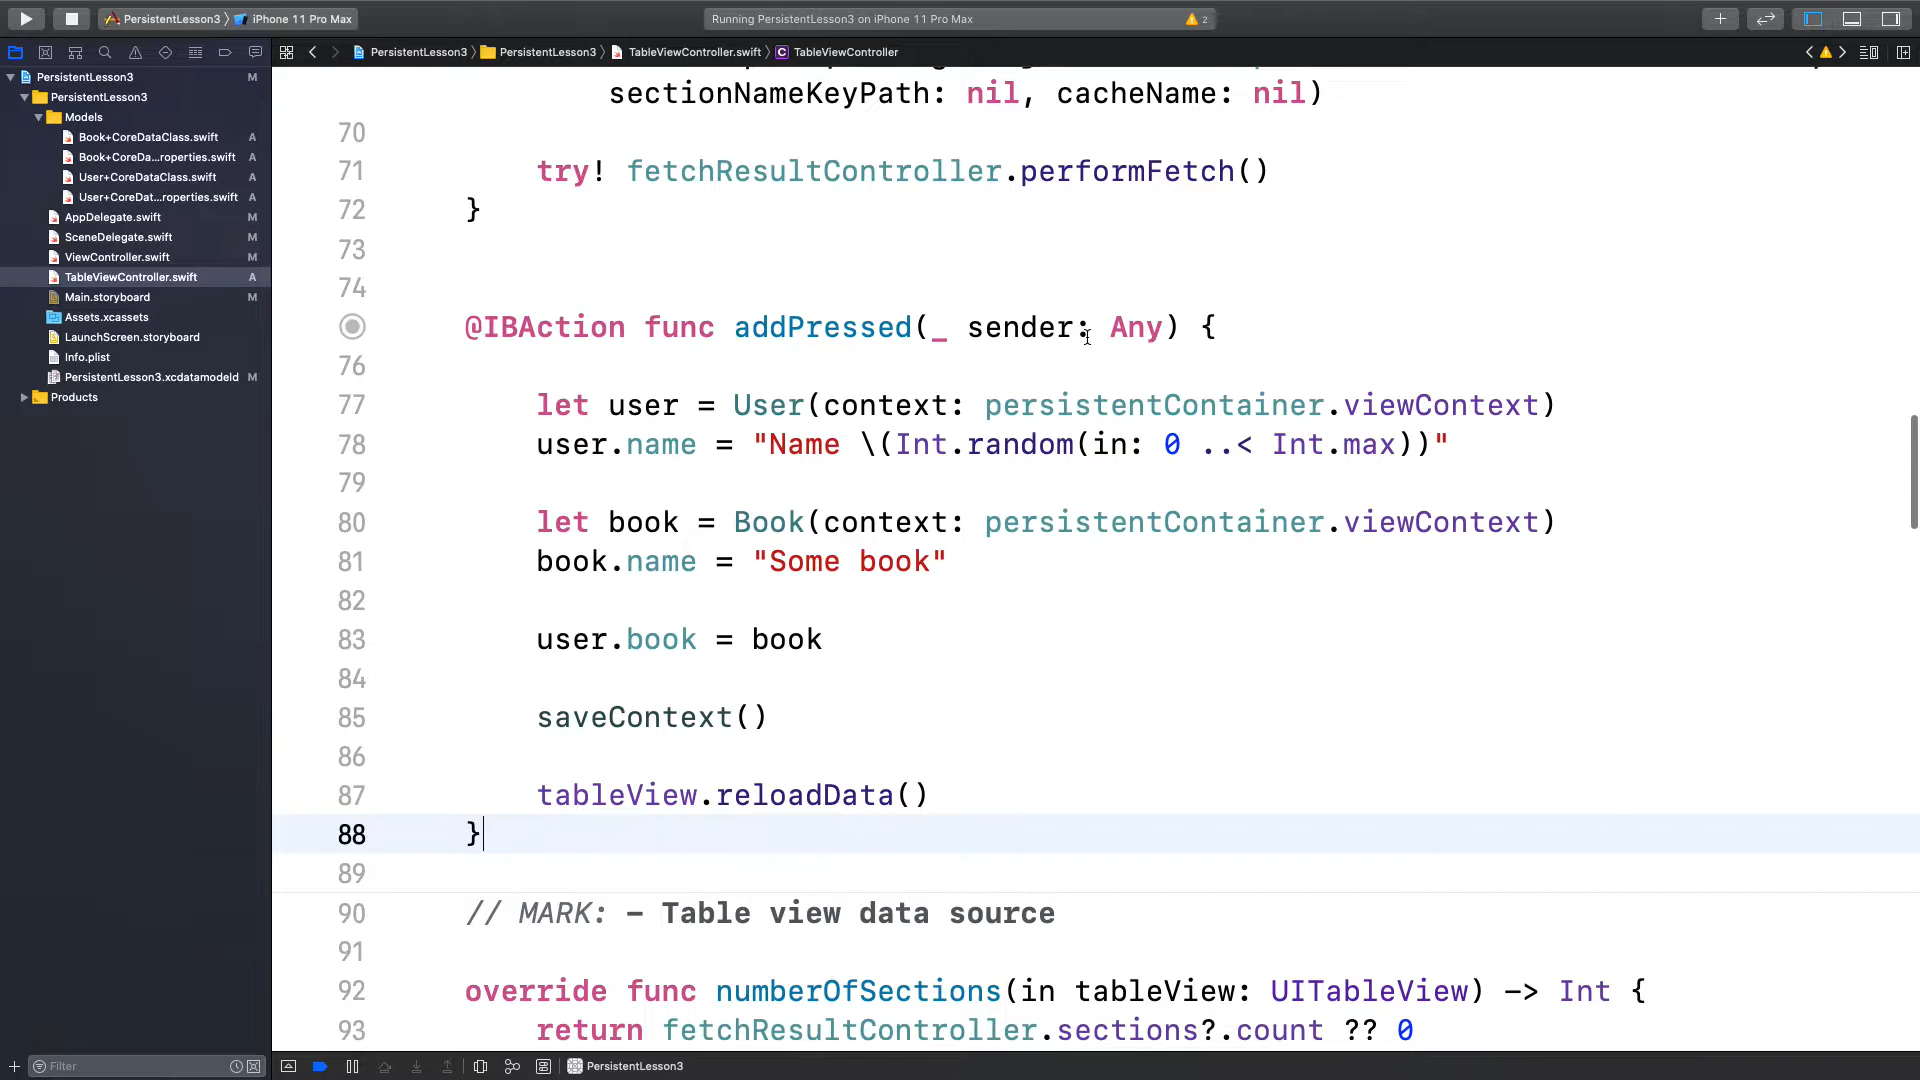 PersistentLesson3 〉 iPhone 11 Pro Max
Running PersistentLesson3 on iPhone 11 Pro Max
2
PersistentLesson3 〉 PersistentLesson3 〉 TableViewController.swift 〉 C TableViewController
PersistentLesson3 M
PersistentLesson3
Models
Book+CoreDataClass.swift A
Book+CoreDa...roperties.swift A
User+CoreDataClass.swift A
User+CoreDat...roperties.swift A
AppDelegate.swift M
SceneDelegate.swift M
ViewController.swift M
TableViewController.swift A
Main.storyboard M
Assets.xcassets
LaunchScreen.storyboard
Info.plist
PersistentLesson3.xcdatamodeld M
Products
sectionNameKeyPath: nil, cacheName: nil)
70
71 try! fetchResultController.performFetch()
72 }
73
74
@IBAction func addPressed(_ sender: Any) {
76
77 let user = User(context: persistentContainer.viewContext)
78 user.name = "Name \(Int.random(in: 0 ..< Int.max))"
79
80 let book = Book(context: persistentContainer.viewContext)
81 book.name = "Some book"
82
83 user.book = book
84
85 saveContext()
86
87 tableView.reloadData()
88 }
89
90 // MARK: - Table view data source
91
92 override func numberOfSections(in tableView: UITableView) -> Int {
93 return fetchResultController.sections?.count ?? 0
Filter
PersistentLesson3